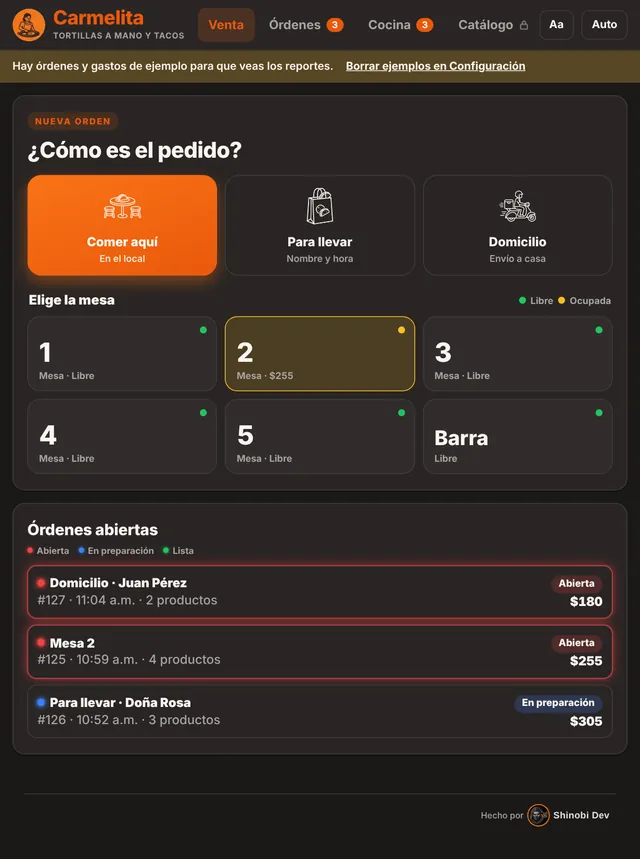 Carmelita
TORTILLAS A MANO Y TACOS
Venta
Órdenes 3
Cocina 3
Catálogo
Aa
Auto
Hay órdenes y gastos de ejemplo para que veas los reportes. Borrar ejemplos en Configuración
NUEVA ORDEN
¿Cómo es el pedido?
Comer aquí
En el local
Para llevar
Nombre y hora
Domicilio
Envío a casa
Elige la mesa
Libre Ocupada
1
Mesa · Libre
2
Mesa · $255
3
Mesa · Libre
4
Mesa · Libre
5
Mesa · Libre
Barra
Libre
Órdenes abiertas
Abierta En preparación Lista
Domicilio · Juan Pérez
Abierta
#127 · 11:04 a.m. · 2 productos
$180
Mesa 2
Abierta
#125 · 10:59 a.m. · 4 productos
$255
Para llevar · Doña Rosa
En preparación
#126 · 10:52 a.m. · 3 productos
$305
Hecho por Shinobi Dev